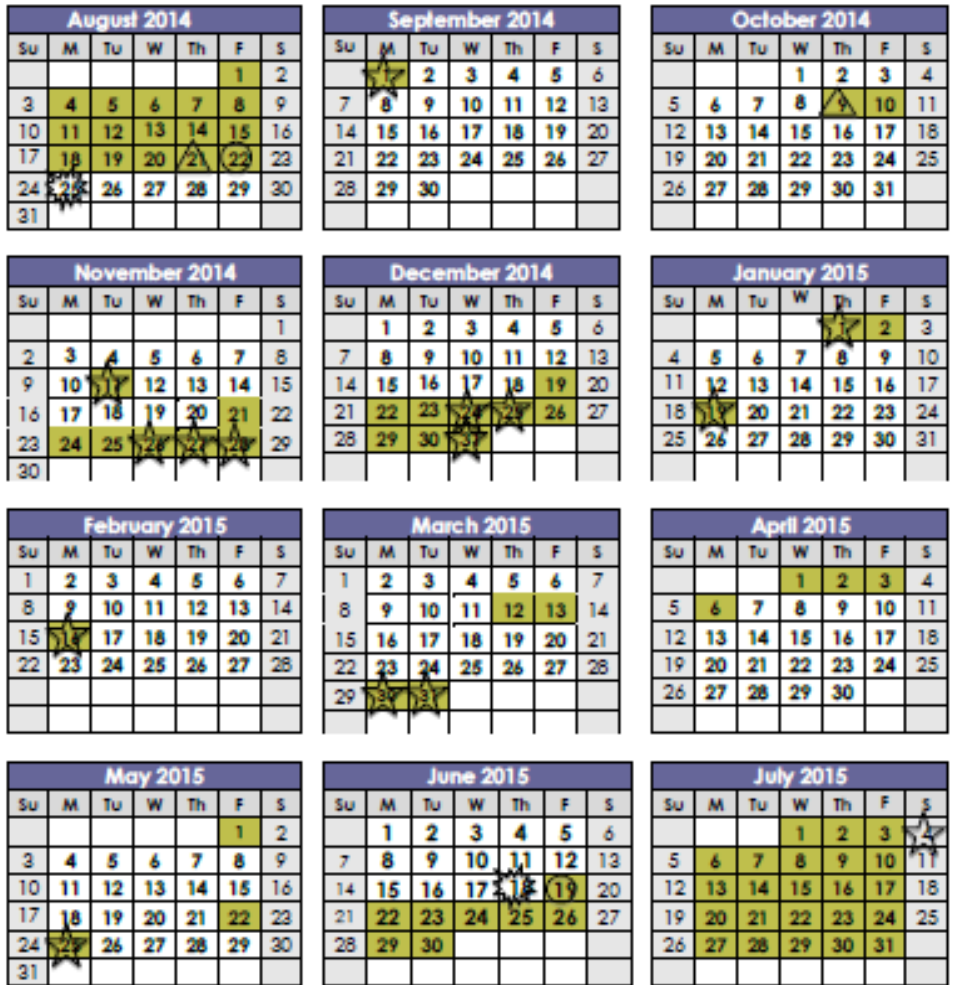 August 2014
Su M Tu W Th F S
1 2
3 4 5 6 7 8 9
10 11 12 13 14 15 16
17 18 19 20 21 22 23
24 25 26 27 28 29 30
31
September 2014
Su M Tu W Th F S
1 2 3 4 5 6
7 8 9 10 11 12 13
14 15 16 17 18 19 20
21 22 23 24 25 26 27
28 29 30
October 2014
Su M Tu W Th F S
1 2 3 4
5 6 7 8 9 10 11
12 13 14 15 16 17 18
19 20 21 22 23 24 25
26 27 28 29 30 31
November 2014
Su M Tu W Th F S
1
2 3 4 5 6 7 8
9 10 11 12 13 14 15
16 17 18 19 20 21 22
23 24 25 26 27 28 29
30
December 2014
Su M Tu W Th F S
1 2 3 4 5 6
7 8 9 10 11 12 13
14 15 16 17 18 19 20
21 22 23 24 25 26 27
28 29 30 31
January 2015
Su M Tu W Th F S
1 2 3
4 5 6 7 8 9 10
11 12 13 14 15 16 17
18 19 20 21 22 23 24
25 26 27 28 29 30 31
February 2015
Su M Tu W Th F S
1 2 3 4 5 6 7
8 9 10 11 12 13 14
15 16 17 18 19 20 21
22 23 24 25 26 27 28
March 2015
Su M Tu W Th F S
1 2 3 4 5 6 7
8 9 10 11 12 13 14
15 16 17 18 19 20 21
22 23 24 25 26 27 28
29 30 31
April 2015
Su M Tu W Th F S
1 2 3 4
5 6 7 8 9 10 11
12 13 14 15 16 17 18
19 20 21 22 23 24 25
26 27 28 29 30
May 2015
Su M Tu W Th F S
1 2
3 4 5 6 7 8 9
10 11 12 13 14 15 16
17 18 19 20 21 22 23
24 25 26 27 28 29 30
31
June 2015
Su M Tu W Th F S
1 2 3 4 5 6
7 8 9 10 11 12 13
14 15 16 17 18 19 20
21 22 23 24 25 26 27
28 29 30
July 2015
Su M Tu W Th F S
1 2 3 4
5 6 7 8 9 10 11
12 13 14 15 16 17 18
19 20 21 22 23 24 25
26 27 28 29 30 31